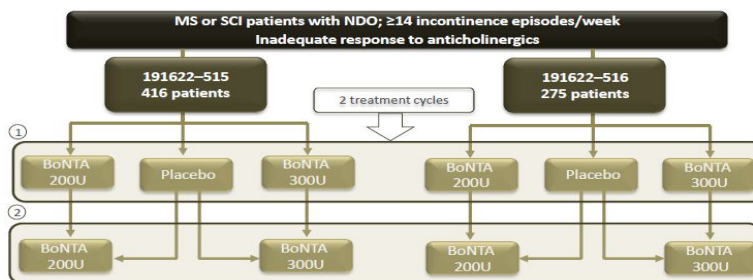 MS or SCI patients with NDO; ≥14 incontinence episodes/week
Inadequate response to anticholinergics
191622–515
416 patients
191622–516
275 patients
2 treatment cycles
①
BoNTA
200U
Placebo
BoNTA
300U
BoNTA
200U
Placebo
BoNTA
300U
②
BoNTA
200U
BoNTA
300U
BoNTA
200U
BoNTA
300U